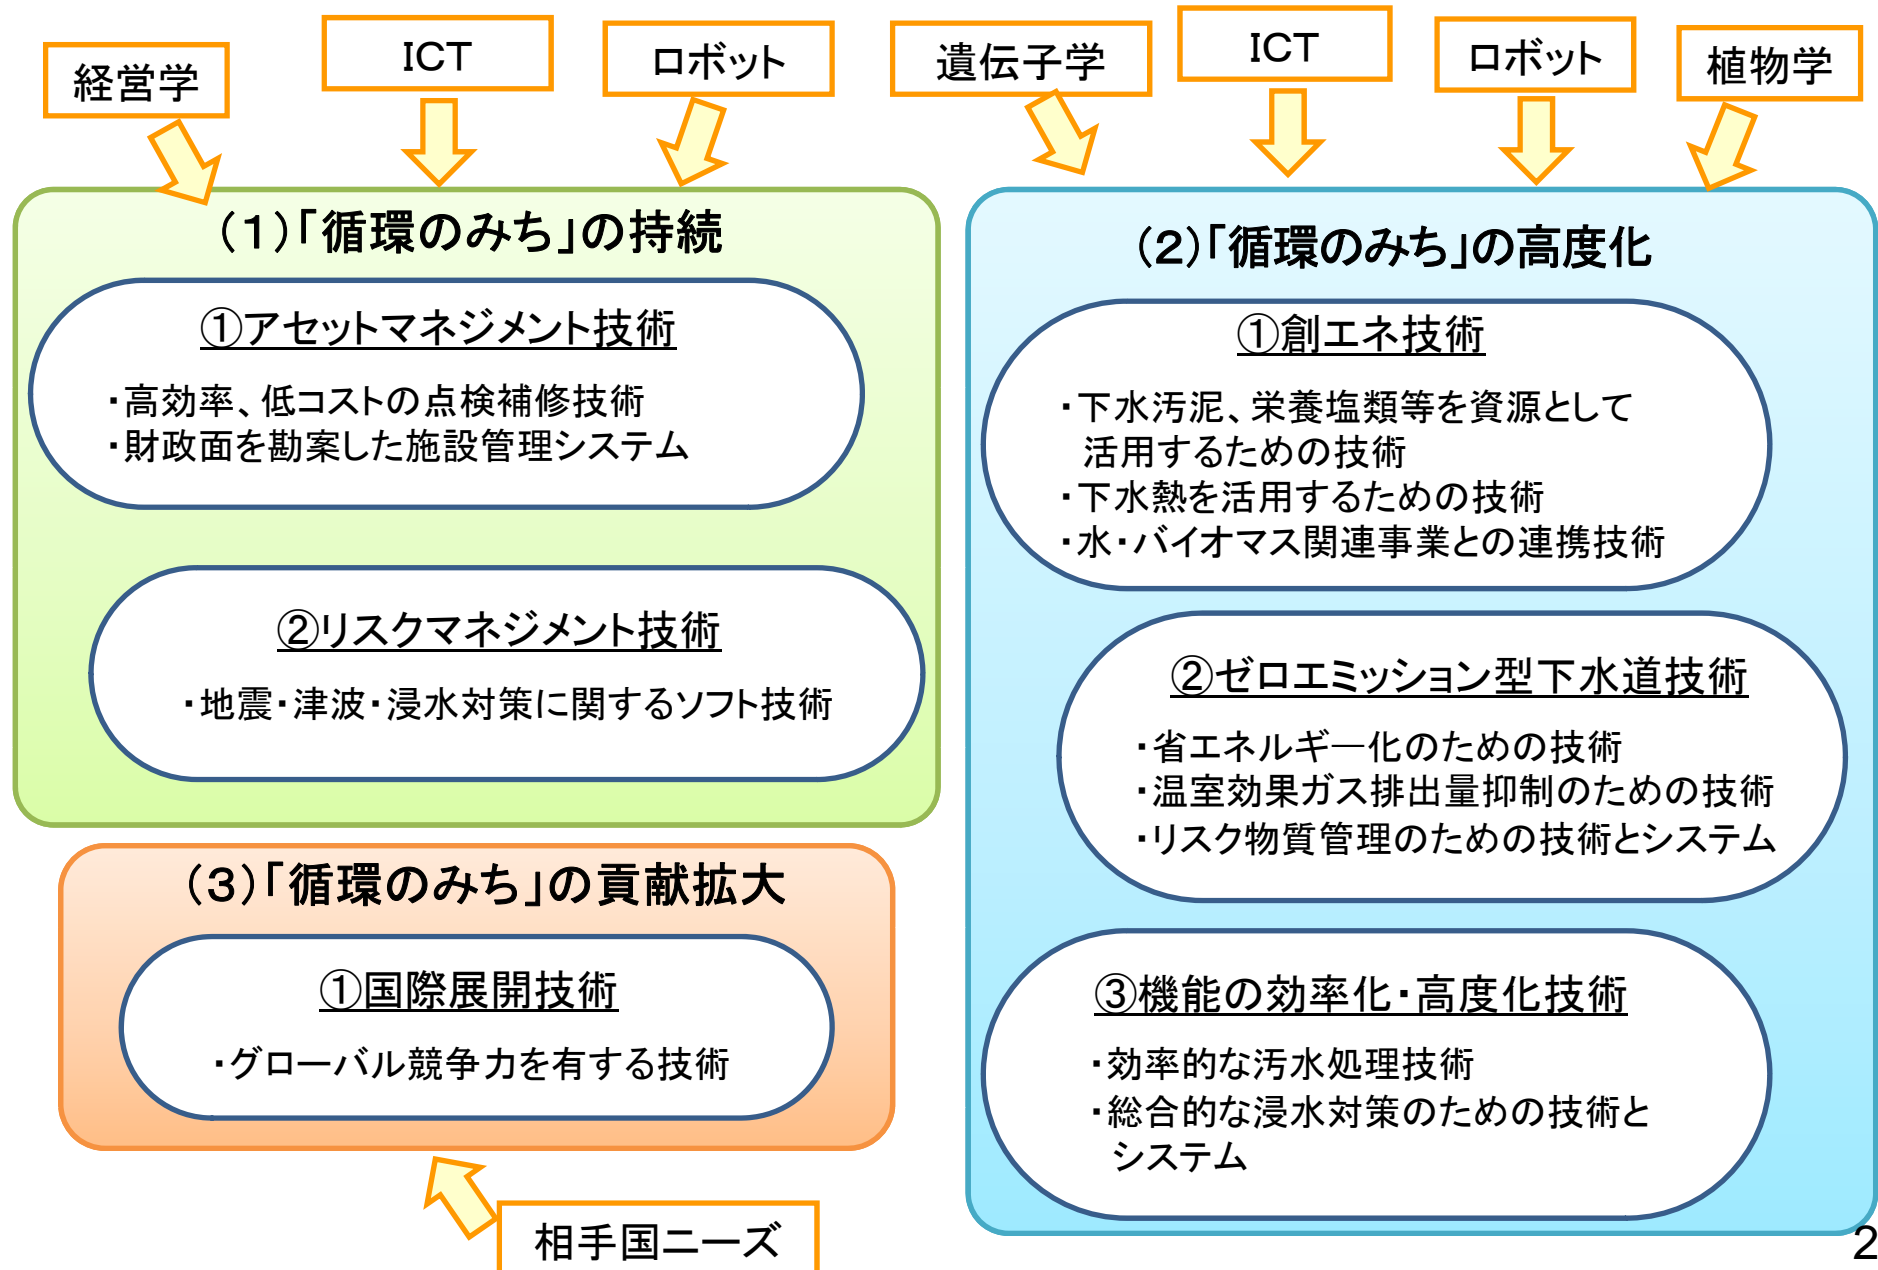 経営学
ICT
ロボット
遺伝子学
ICT
ロボット
植物学
(1)「循環のみち」の持続
①アセットマネジメント技術
・高効率、低コストの点検補修技術
・財政面を勘案した施設管理システム
②リスクマネジメント技術
・地震・津波・浸水対策に関するソフト技術
(3)「循環のみち」の貢献拡大
①国際展開技術
・グローバル競争力を有する技術
相手国ニーズ
(2)「循環のみち」の高度化
①創エネ技術
・下水汚泥、栄養塩類等を資源として
活用するための技術
・下水熱を活用するための技術
・水・バイオマス関連事業との連携技術
②ゼロエミッション型下水道技術
・省エネルギ―化のための技術
・温室効果ガス排出量抑制のための技術
・リスク物質管理のための技術とシステム
③機能の効率化・高度化技術
・効率的な汚水処理技術
・総合的な浸水対策のための技術と
システム
2